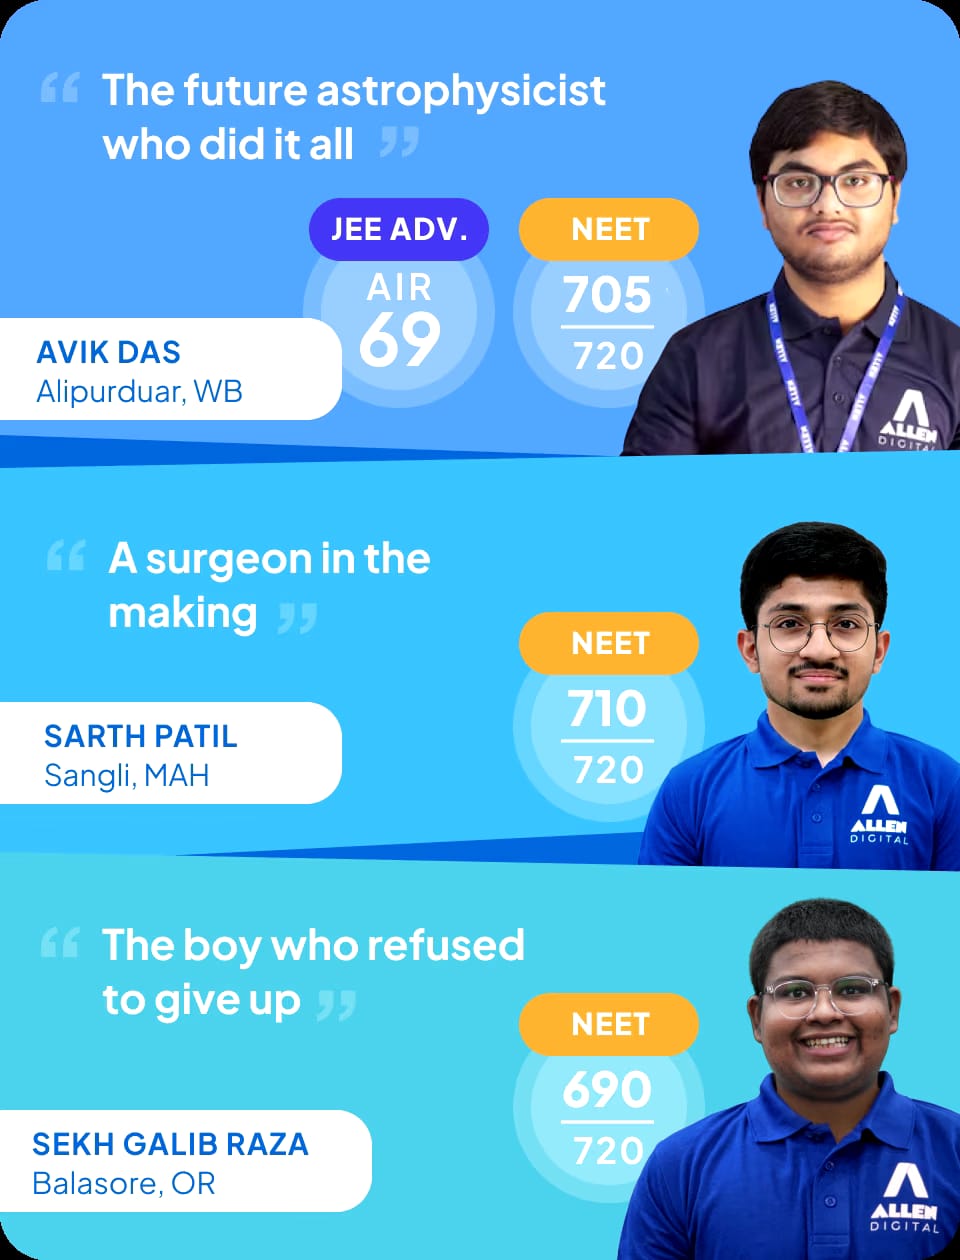 “ The future astrophysicist
who did it all ”
JEE ADV.
AIR
69
NEET
705
720
AVIK DAS
Alipurduar, WB
ALLEN
ALLEN
ALLEN
DIGITAL
“ A surgeon in the
making ”
NEET
710
720
SARTH PATIL
Sangli, MAH
ALLEN
DIGITAL
“ The boy who refused
to give up ”
NEET
690
720
SEKH GALIB RAZA
Balasore, OR
ALLEN
DIGITAL